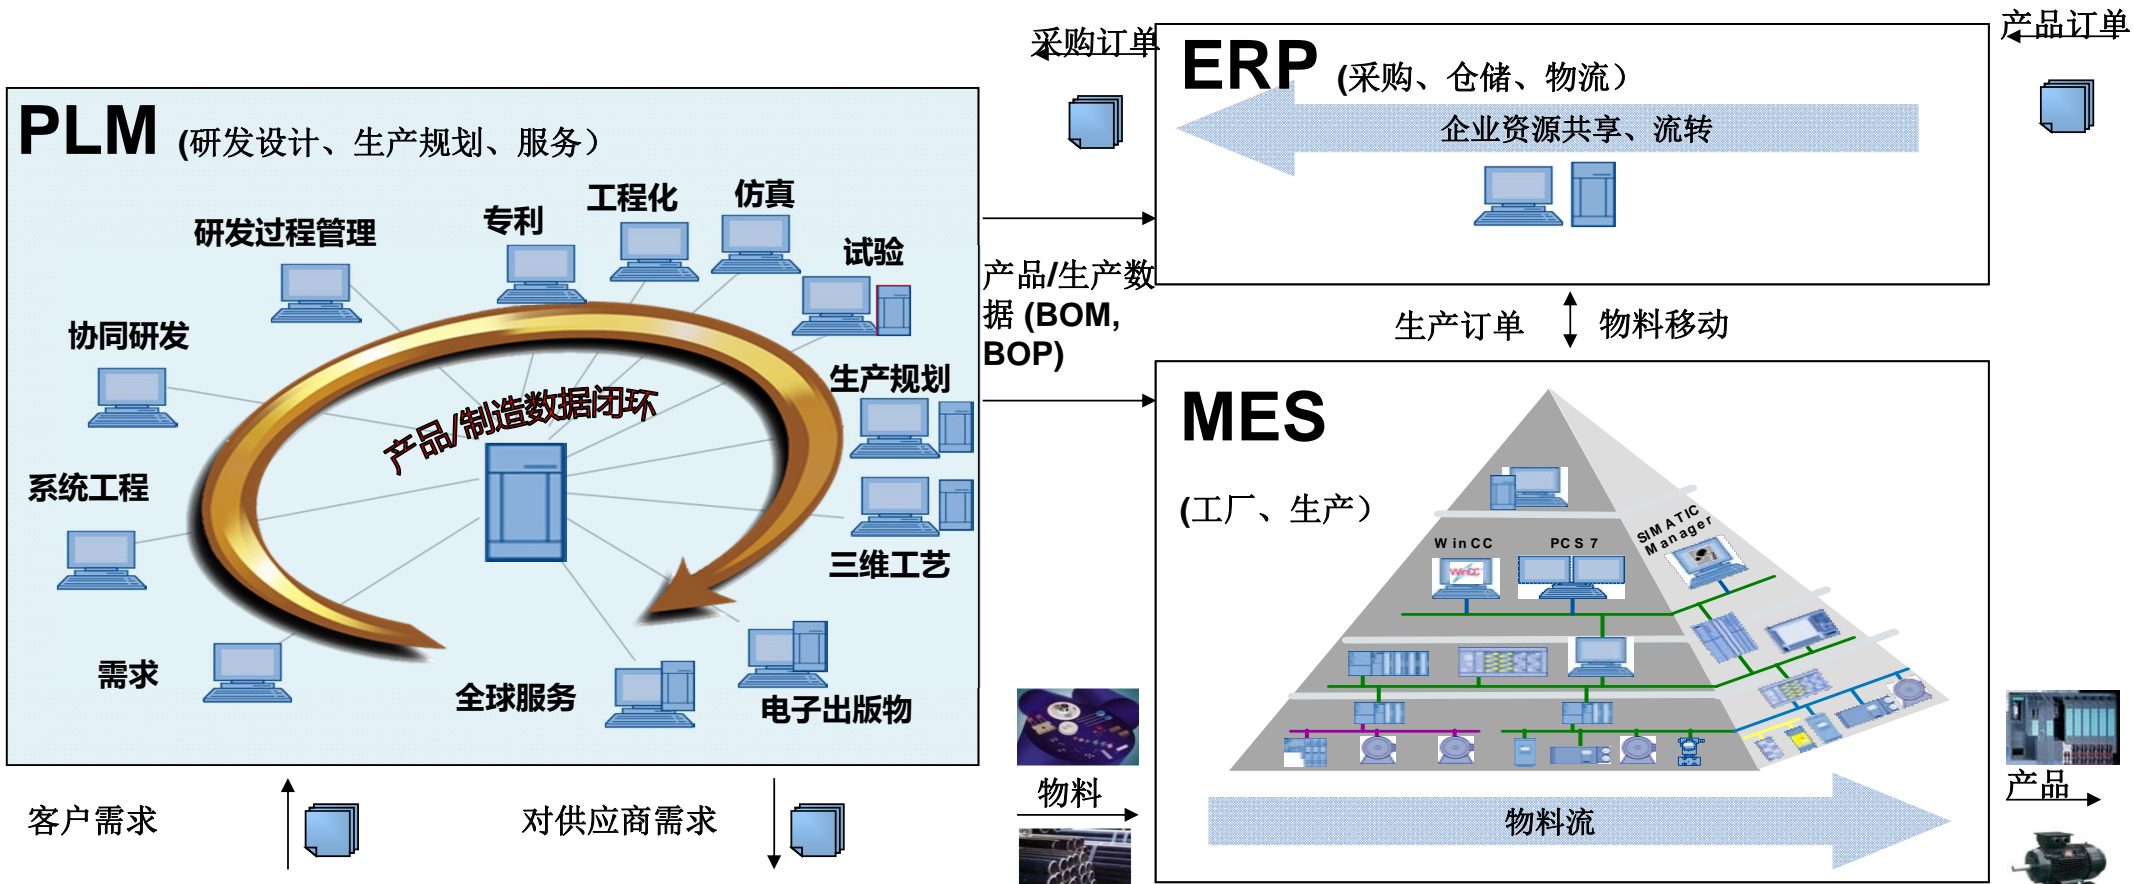 采购订单
产品订单
ERP (采购、仓储、物流）
企业资源共享、流转
PLM (研发设计、生产规划、服务）
工程化
仿真
专利
研发过程管理
试验
协同研发
产品/制造数据闭环
生产规划
系统工程
三维工艺
需求
全球服务
电子出版物
产品/生产数
据 (BOM,
BOP)
生产订单
物料移动
MES
(工厂、生产）
WinCC
PCS 7
SIMATIC
Manager
WinCC
物料
物料流
产品
客户需求
对供应商需求